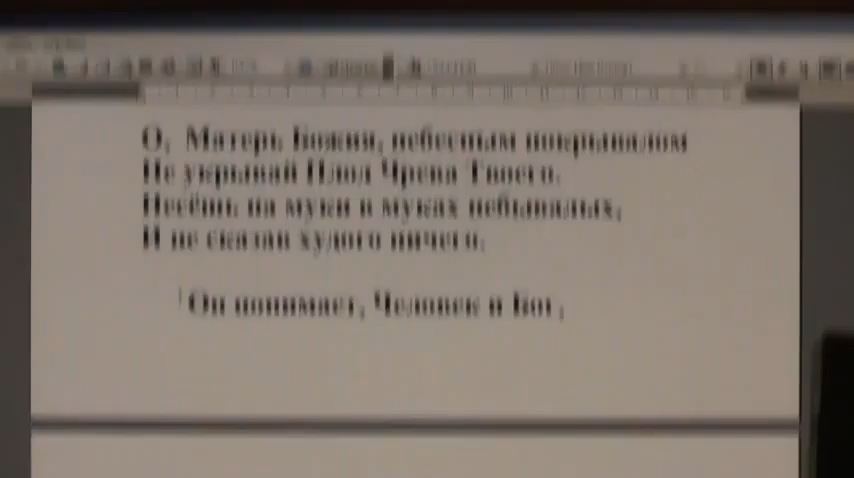 О, Матерь Божия, небесным покрывалом
Не укрывай Плод Чрева Твоего.
Несёшь на муки в муках небывалых,
И не сказав худого ничего.
Он понимает, Человек и Бог,